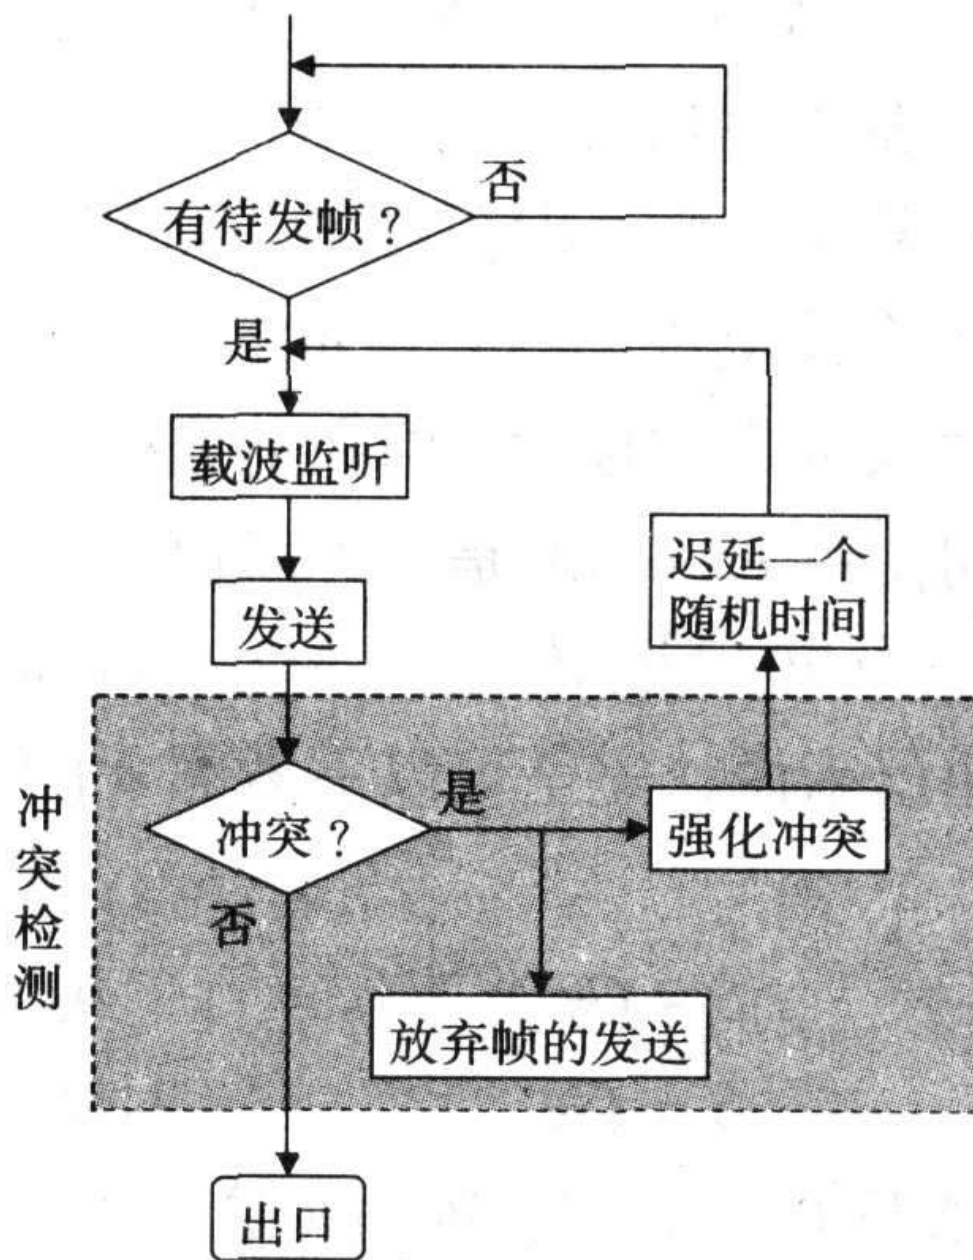 有待发帧？
否
是
载波监听
发送
迟延一个
随机时间
冲突检测
冲突？
是
强化冲突
否
放弃帧的发送
出口